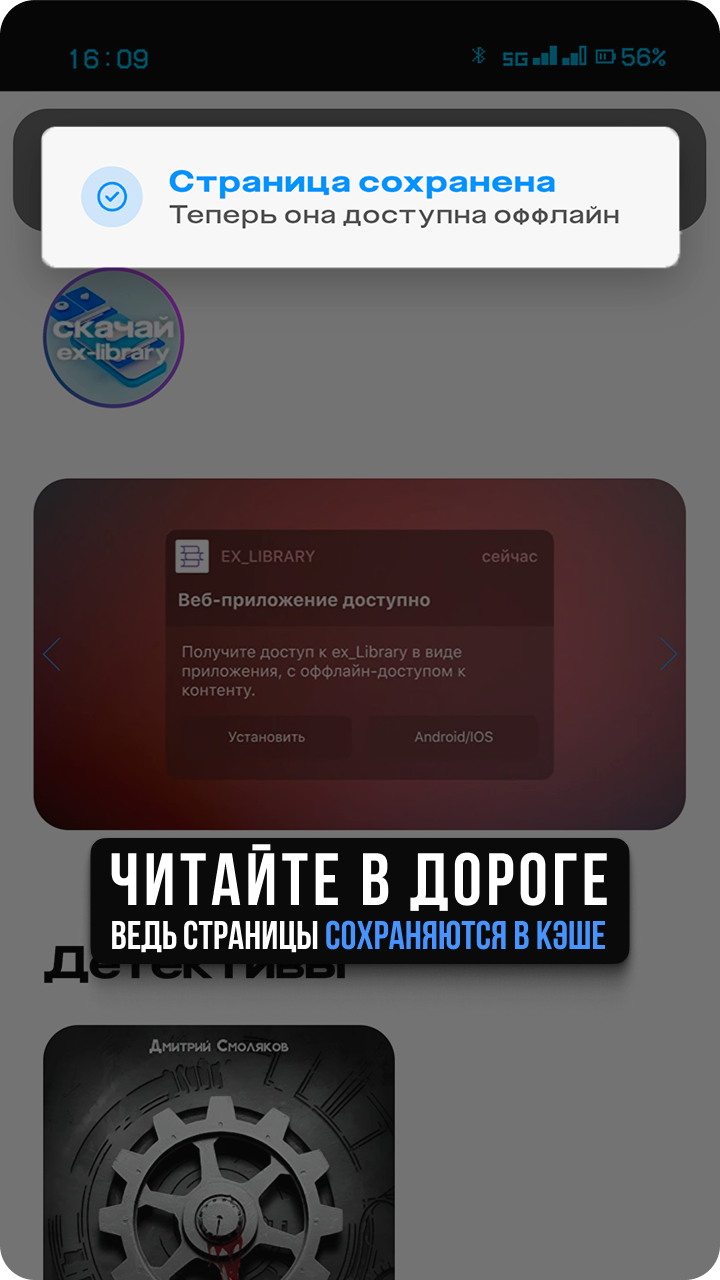 16:09
5G 56%
Страница сохранена
Теперь она доступна оффлайн
скачай
ex-library
EX_LIBRARY сейчас
Веб-приложение доступно
Получите доступ к ex_Library в виде
приложения, с оффлайн-доступом к
контенту.
Установить Android/IOS
ЧИТАЙТЕ В ДОРОГЕ
ВЕДЬ СТРАНИЦЫ СОХРАНЯЮТСЯ В КЭШЕ
Детективы
Дмитрий Смоляков